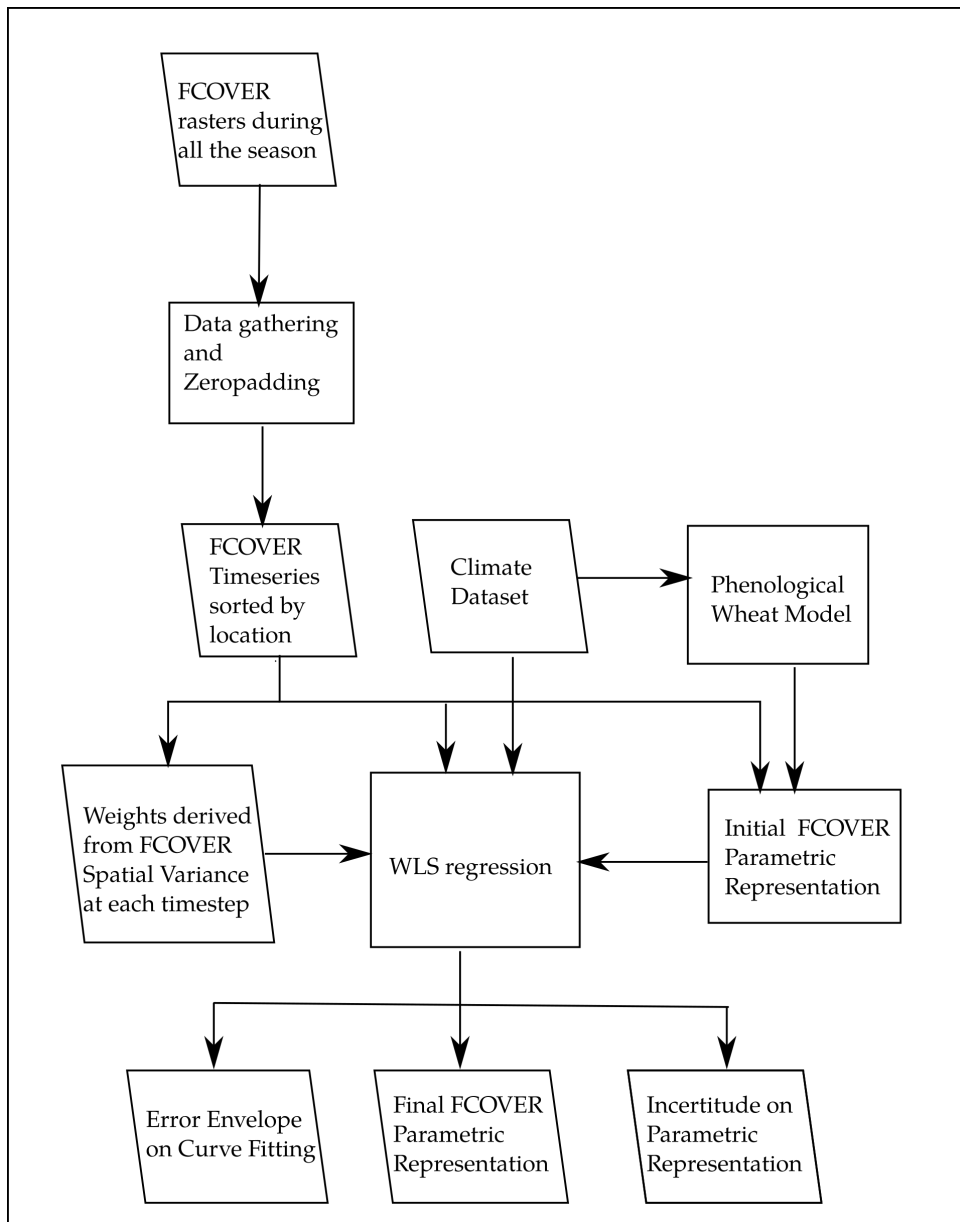 FCOVER
rasters during
all the season
Data gathering
and
Zeropadding
FCOVER
Timeseries
sorted by
location
Climate
Dataset
Phenological
Wheat Model
Weights derived
from FCOVER
Spatial Variance
at each timestep
WLS regression
Initial FCOVER
Parametric
Representation
Error Envelope
on Curve Fitting
Final FCOVER
Parametric
Representation
Incertitude on
Parametric
Representation